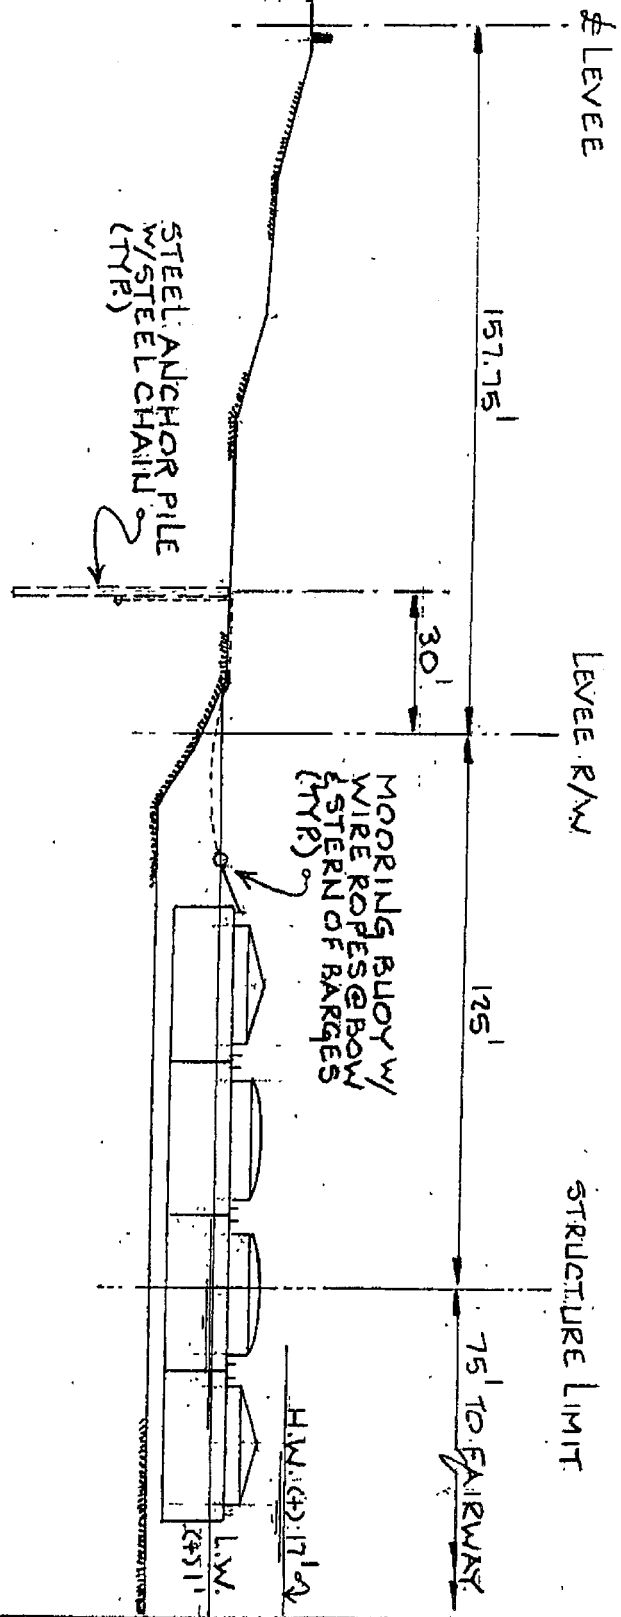 ℄ LEVEE
LEVEE R/W
STRUCTURE LIMIT
157.75'
125'
75' TO FAIRWAY
30'
MOORING BUOY W/
WIRE ROPES @ BOW
& STERN OF BARGES
(TYP.)
STEEL ANCHOR PILE
W/STEEL CHAIN
(TYP.)
H.W. (+) 17'
L.W.
(+) 1'